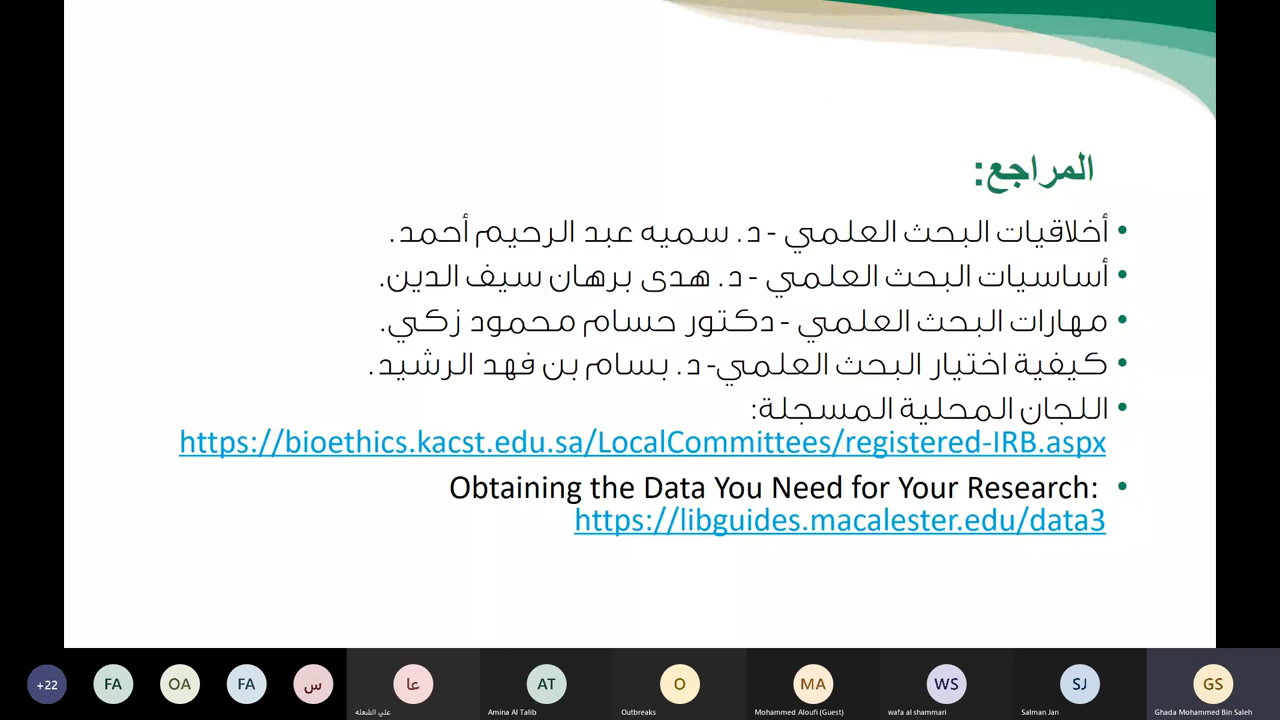 المراجع:
• أخلاقيات البحث العلمي - د. سميه عبد الرحيم أحمد.
• أساسيات البحث العلمي - د. هدى برهان سيف الدين.
• مهارات البحث العلمي - دكتور حسام محمود زكي.
• كيفية اختيار البحث العلمي- د. بسام بن فهد الرشيد.
• اللجان المحلية المسجلة:
https://bioethics.kacst.edu.sa/LocalCommittees/registered-IRB.aspx
• Obtaining the Data You Need for Your Research:
https://libguides.macalester.edu/data3
+22 FA OA FA س عا AT O MA WS SJ GS
علي الشعله Amina Al Talib Outbreaks Mohammed Aloufi (Guest) wafa al shammari Salman Jan Ghada Mohammed Bin Saleh